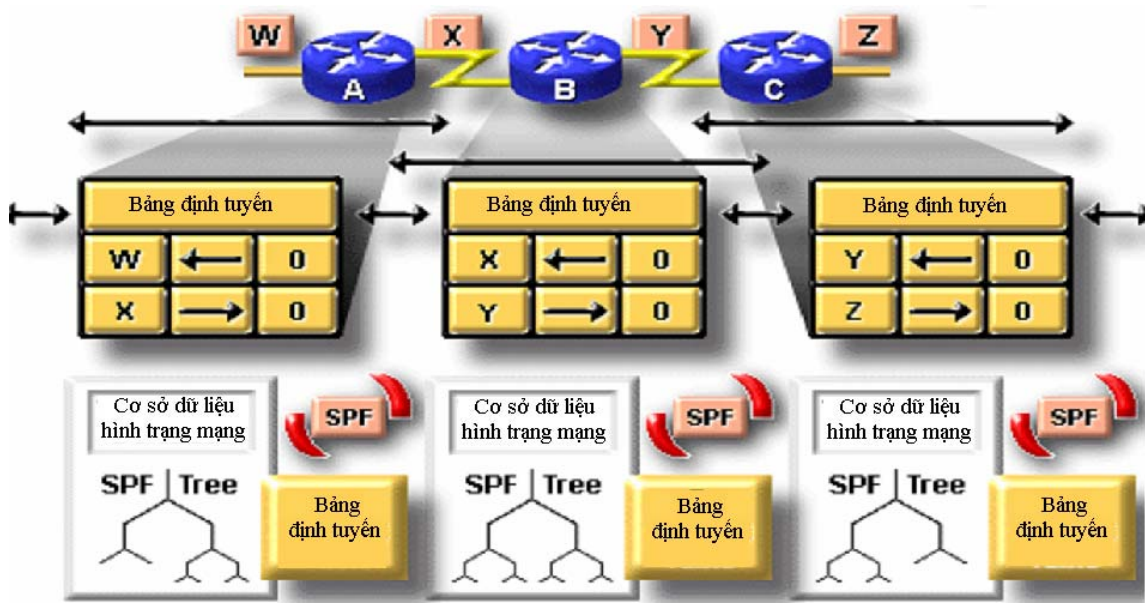 W
X
Y
Z
A
B
C
Bảng định tuyến
W 0
X 0
Bảng định tuyến
X 0
Y 0
Bảng định tuyến
Y 0
Z 0
Cơ sở dữ liệu
hình trạng mạng
SPF Tree
SPF
Bảng
định tuyến
Cơ sở dữ liệu
hình trạng mạng
SPF Tree
SPF
Bảng
định tuyến
Cơ sở dữ liệu
hình trạng mạng
SPF Tree
SPF
Bảng
định tuyến